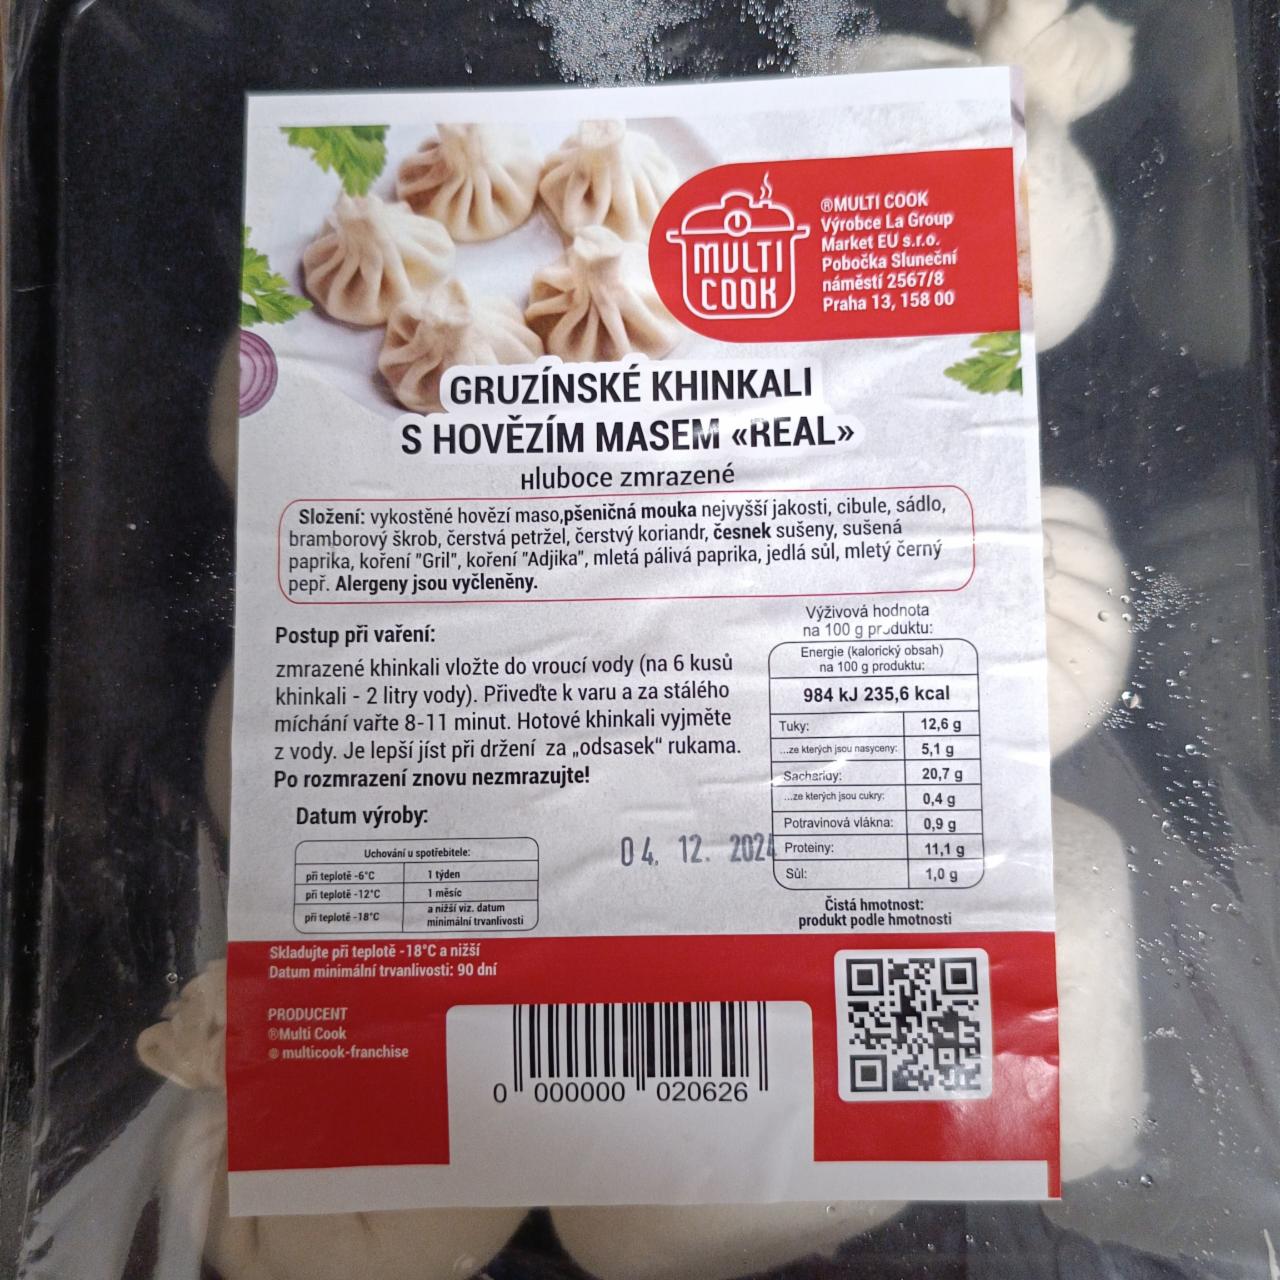 MULTI
COOK
®MULTI COOK
Výrobce La Group
Market EU s.r.o.
Pobočka Sluneční
náměstí 2567/8
Praha 13, 158 00
GRUZÍNSKÉ KHINKALI
S HOVĚZÍM MASEM «REAL»
Hluboce zmrazené
Složení: vykostěné hovězí maso,pšeničná mouka nejvyšší jakosti, cibule, sádlo,
bramborový škrob, čerstvá petržel, čerstvý koriandr, česnek sušeny, sušená
paprika, koření "Gril", koření "Adjika", mletá pálivá paprika, jedlá sůl, mletý černý
pepř. Alergeny jsou vyčleněny.
Postup při vaření:
zmrazené khinkali vložte do vroucí vody (na 6 kusů
khinkali - 2 litry vody). Přiveďte k varu a za stálého
míchání vařte 8-11 minut. Hotové khinkali vyjměte
z vody. Je lepší jíst při držení za „odsasek“ rukama.
Po rozmrazení znovu nezmrazujte!
Datum výroby:
04. 12. 2024
Uchování u spotřebitele:
při teplotě -6°C 1 týden
při teplotě -12°C 1 měsíc
při teplotě -18°C a nižší viz. datum
minimální trvanlivosti
Výživová hodnota
na 100 g produktu:
Energie (kalorický obsah)
na 100 g produktu:
984 kJ 235,6 kcal
Tuky: 12,6 g
...ze kterých jsou nasyceny: 5,1 g
Sacharidy: 20,7 g
...ze kterých jsou cukry: 0,4 g
Potravinová vlákna: 0,9 g
Proteiny: 11,1 g
Sůl: 1,0 g
Čistá hmotnost:
produkt podle hmotnosti
Skladujte při teplotě -18°C a nižší
Datum minimální trvanlivosti: 90 dní
PRODUCENT
®Multi Cook
multicook-franchise
0 000000 020626